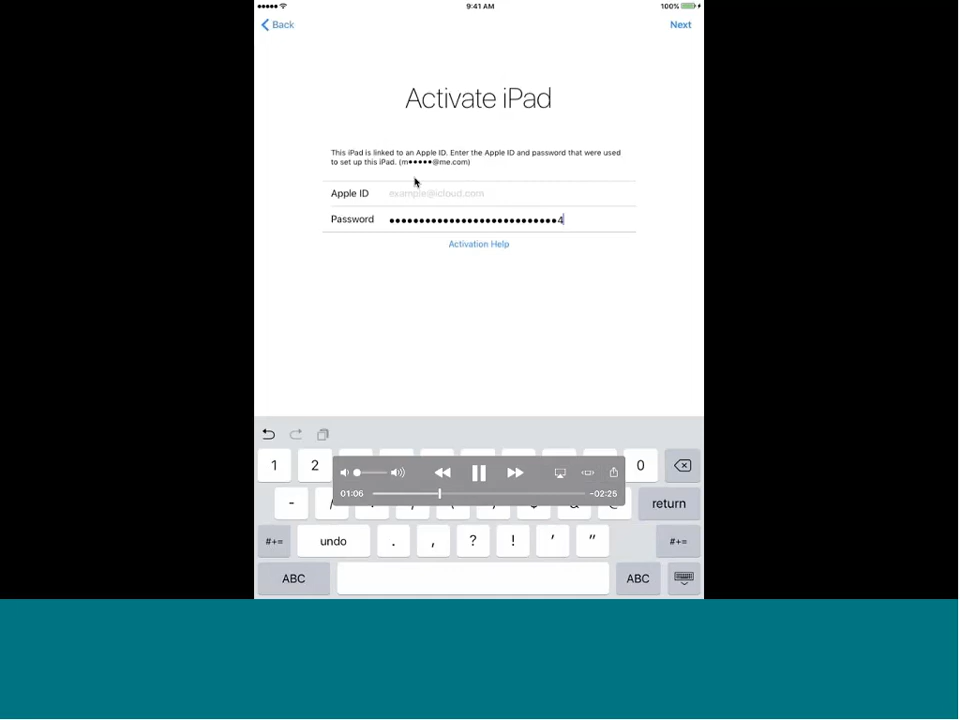 9:41 AM
100%
Back
Next
Activate iPad
This iPad is linked to an Apple ID. Enter the Apple ID and password that were used
to set up this iPad. (m●●●●●@me.com)
Apple ID example@icloud.com
Password ●●●●●●●●●●●●●●●●●●●●●●●●●●●●4
Activation Help
1 2 0
01:06 -02:25
- return
#+= undo . , ? ! ' " #+=
ABC ABC